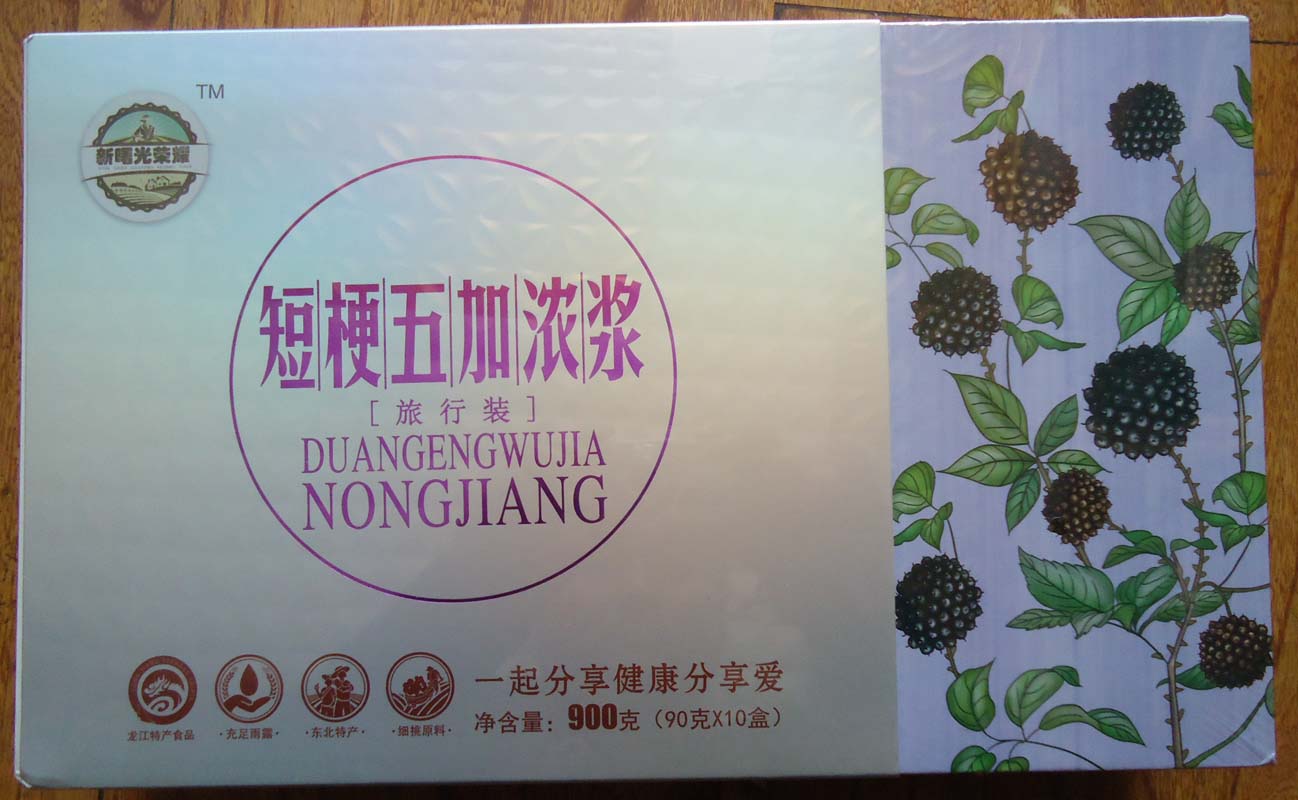 TM
新曙光荣耀
短梗五加浓浆
[旅行装]
DUANGENGWUJIA
NONGJIANG
龙江特产食品
·充足雨露·
·东北特产·
·细挑原料·
一起分享健康分享爱
净含量：900克（90克X10盒）